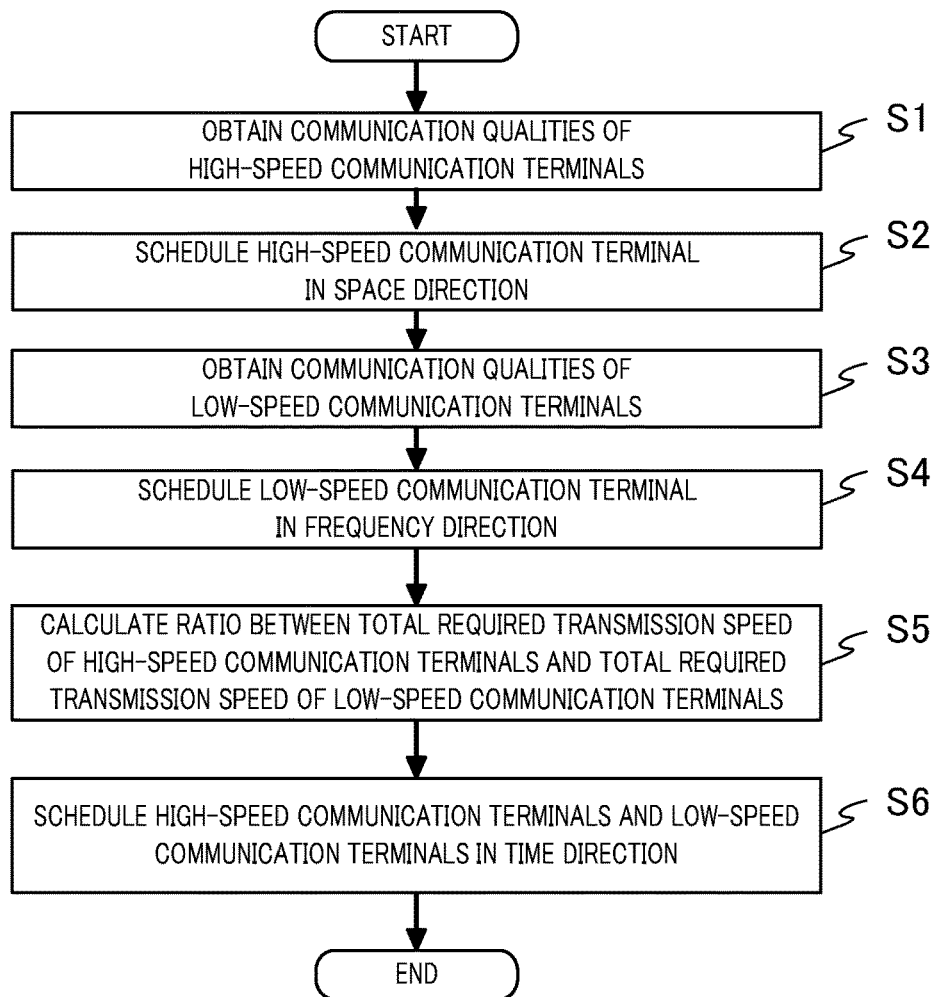 START
OBTAIN COMMUNICATION QUALITIES OF
HIGH-SPEED COMMUNICATION TERMINALS
S1
SCHEDULE HIGH-SPEED COMMUNICATION TERMINAL
IN SPACE DIRECTION
S2
OBTAIN COMMUNICATION QUALITIES OF
LOW-SPEED COMMUNICATION TERMINALS
S3
SCHEDULE LOW-SPEED COMMUNICATION TERMINAL
IN FREQUENCY DIRECTION
S4
CALCULATE RATIO BETWEEN TOTAL REQUIRED TRANSMISSION SPEED
OF HIGH-SPEED COMMUNICATION TERMINALS AND TOTAL REQUIRED
TRANSMISSION SPEED OF LOW-SPEED COMMUNICATION TERMINALS
S5
SCHEDULE HIGH-SPEED COMMUNICATION TERMINALS AND LOW-SPEED
COMMUNICATION TERMINALS IN TIME DIRECTION
S6
END